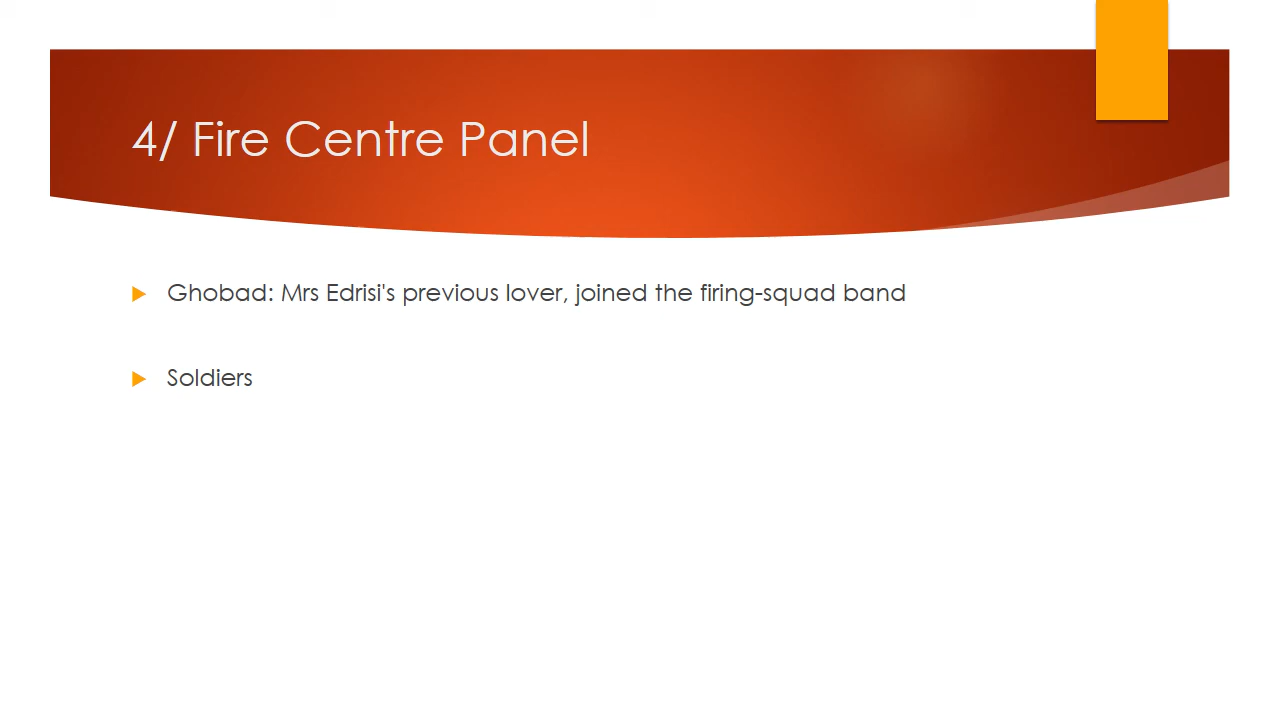 4/ Fire Centre Panel
Ghobad: Mrs Edrisi's previous lover, joined the firing-squad band
Soldiers